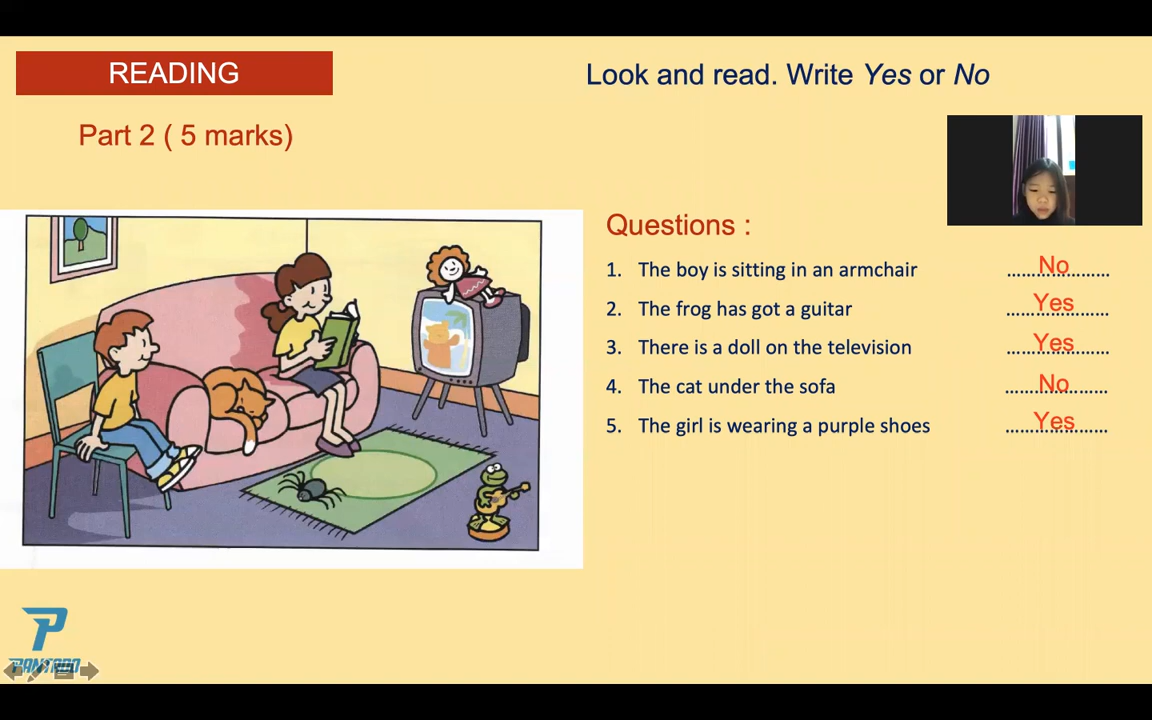 READING
Look and read. Write Yes or No
Part 2 ( 5 marks)
Questions :
1. The boy is sitting in an armchair ....................... No
2. The frog has got a guitar ....................... Yes
3. There is a doll on the television ....................... Yes
4. The cat under the sofa ....................... No
5. The girl is wearing a purple shoes ....................... Yes